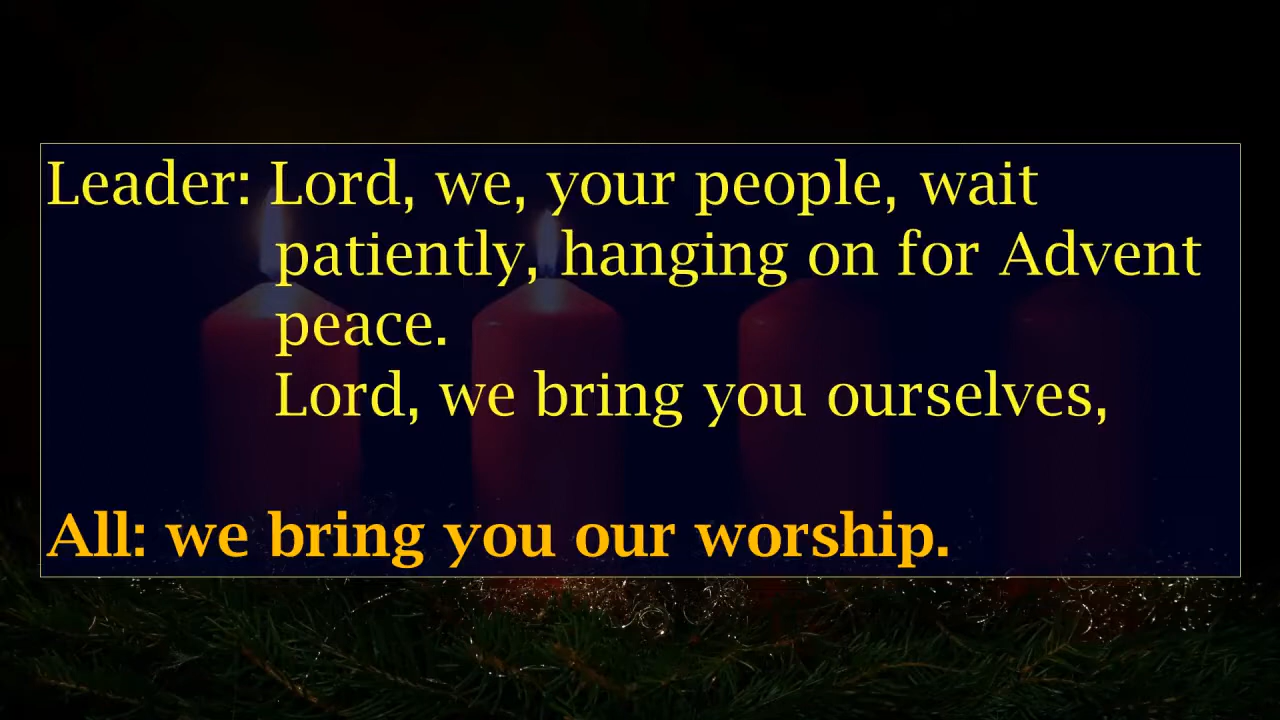 Leader: Lord, we, your people, wait
patiently, hanging on for Advent
peace.
Lord, we bring you ourselves,
All: we bring you our worship.